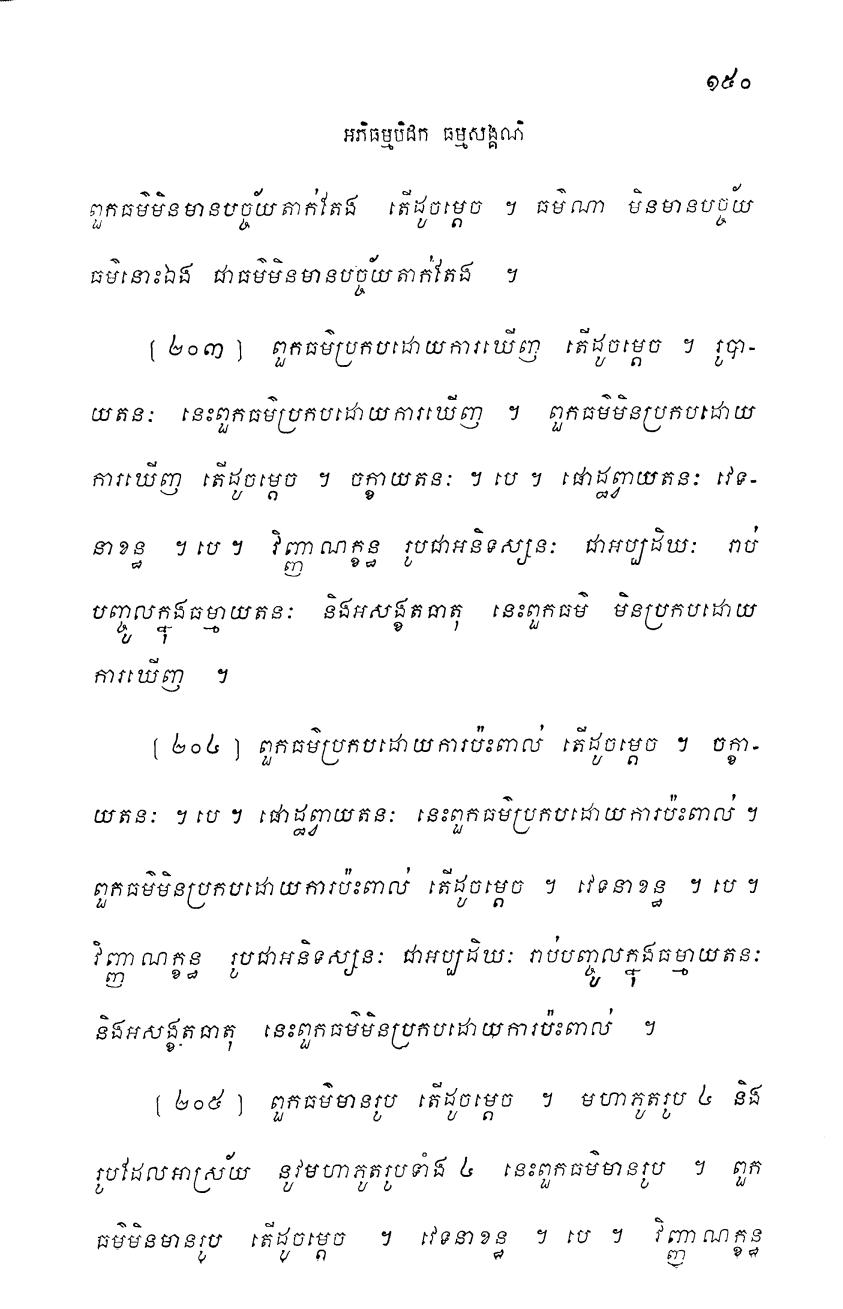 ១៥០
អភិធម្មបិដក ធម្មសង្គណិ
ពួកធម៌មិនមានបច្ច័យតាក់តែង តើដូចម្តេច ។ ធម៌ណា មិនមានបច្ច័យ
ធម៌នោះឯង ជាធម៌មិនមានបច្ច័យតាក់តែង ។
[ ២០៣ ] ពួកធម៌ប្រកបដោយការឃើញ តើដូចម្តេច ។ រូបា-
យតនៈ នេះពួកធម៌ប្រកបដោយការឃើញ ។ ពួកធម៌មិនប្រកបដោយ
ការឃើញ តើដូចម្តេច ។ ចក្ខាយតនៈ ។ បេ ។ ផោដ្ឋព្វាយតនៈ វេទ-
នាខន្ធ ។ បេ ។ វិញ្ញាណក្ខន្ធ រូបជាអនិទស្សនៈ ជាអប្បដិឃៈ រាប់
បញ្ចូលក្នុងធម្មាយតនៈ និងអសង្ខតធាតុ នេះពួកធម៌ មិនប្រកបដោយ
ការឃើញ ។
[ ២០៤ ] ពួកធម៌ប្រកបដោយការប៉ះពាល់ តើដូចម្តេច ។ ចក្ខា-
យតនៈ ។ បេ ។ ផោដ្ឋព្វាយតនៈ នេះពួកធម៌ប្រកបដោយការប៉ះពាល់ ។
ពួកធម៌មិនប្រកបដោយការប៉ះពាល់ តើដូចម្តេច ។ វេទនាខន្ធ ។ បេ ។
វិញ្ញាណក្ខន្ធ រូបជាអនិទស្សនៈ ជាអប្បដិឃៈ រាប់បញ្ចូលក្នុងធម្មាយតនៈ
និងអសង្ខតធាតុ នេះពួកធម៌មិនប្រកបដោយការប៉ះពាល់ ។
[ ២០៥ ] ពួកធម៌មានរូប តើដូចម្តេច ។ មហាភូតរូប ៤ និង
រូបដែលអាស្រ័យ នូវមហាភូតរូបទាំង ៤ នេះពួកធម៌មានរូប ។ ពួក
ធម៌មិនមានរូប តើដូចម្តេច ។ វេទនាខន្ធ ។ បេ ។ វិញ្ញាណក្ខន្ធ